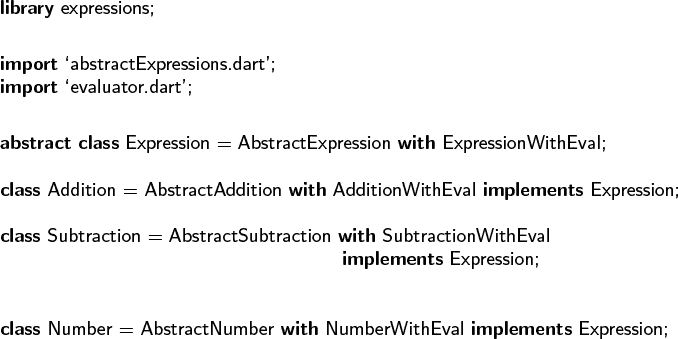 library expressions;
import ‘abstractExpressions.dart’;
import ‘evaluator.dart’;
abstract class Expression = AbstractExpression with ExpressionWithEval;
class Addition = AbstractAddition with AdditionWithEval implements Expression;
class Subtraction = AbstractSubtraction with SubtractionWithEval
implements Expression;
class Number = AbstractNumber with NumberWithEval implements Expression;